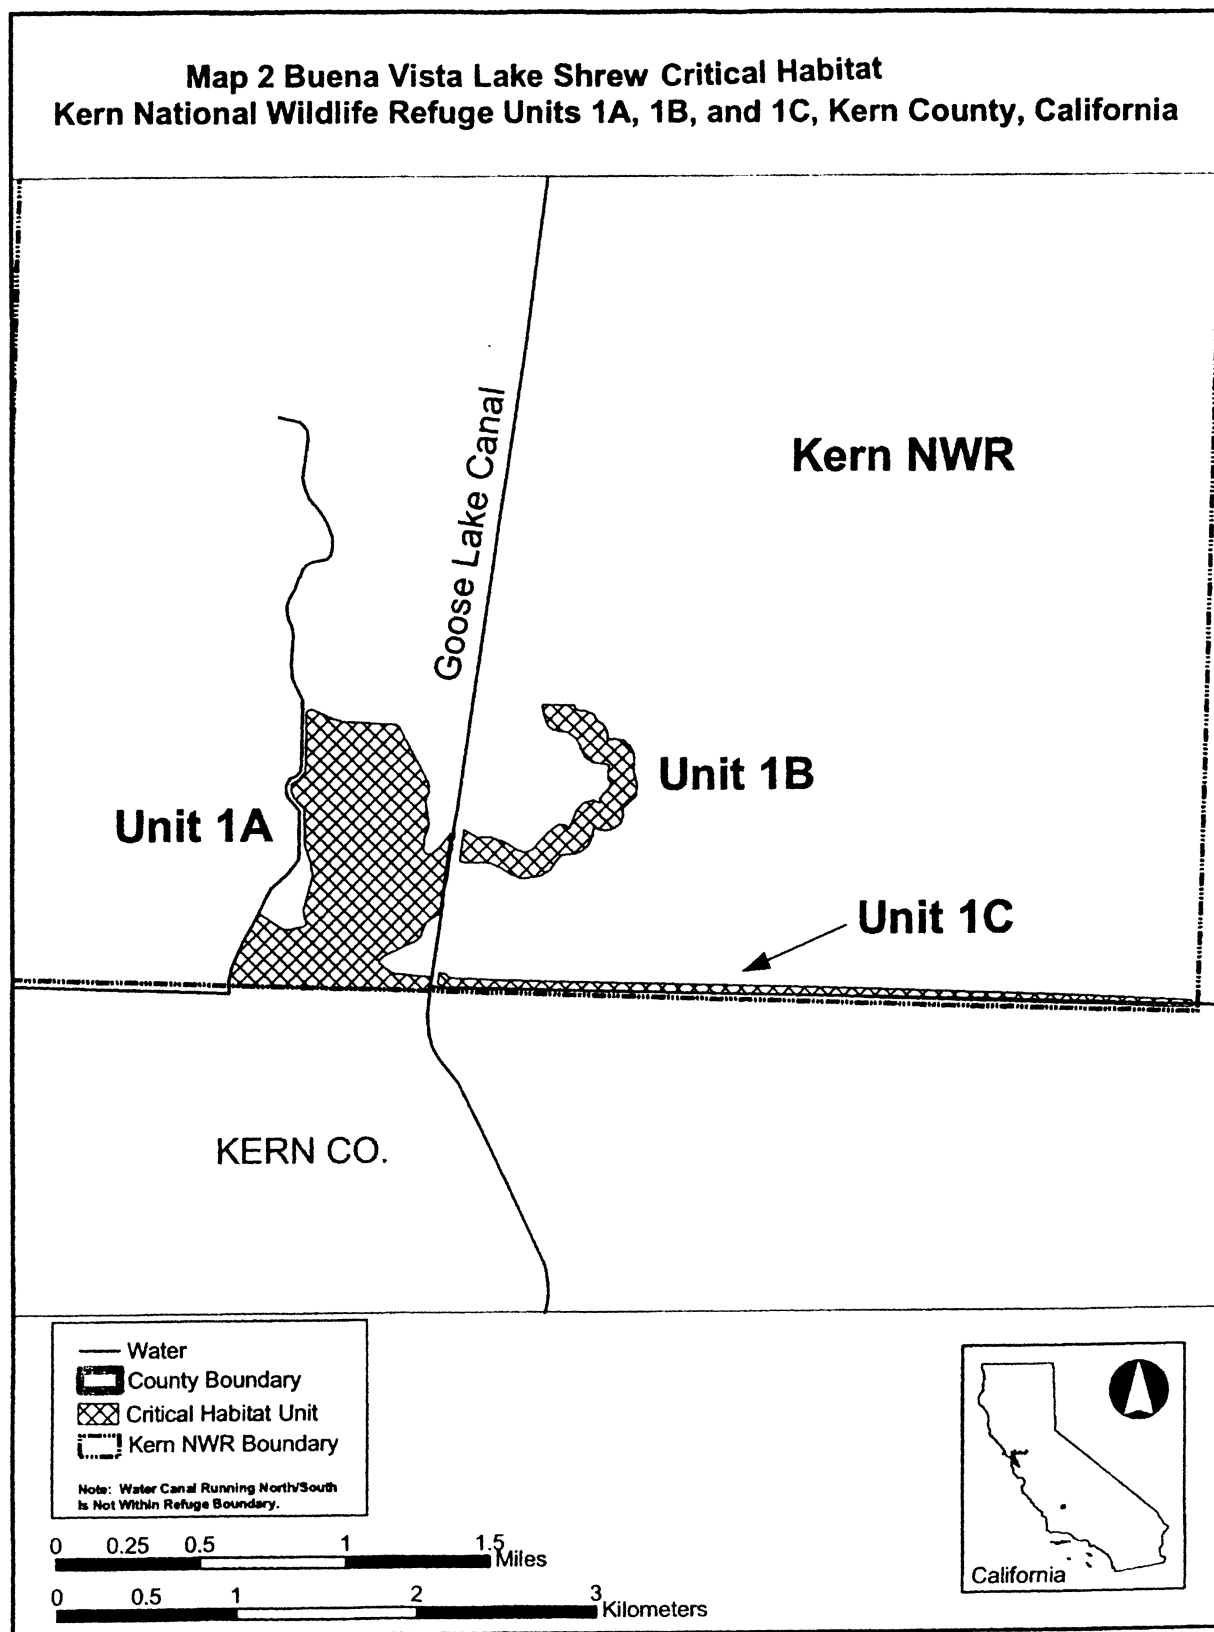 Map 2 Buena Vista Lake Shrew Critical Habitat
Kern National Wildlife Refuge Units 1A, 1B, and 1C, Kern County, California
Goose Lake Canal
Kern NWR
Unit 1B
Unit 1A
Unit 1C
KERN CO.
Water
County Boundary
Critical Habitat Unit
Kern NWR Boundary
Note: Water Canal Running North/South
Is Not Within Refuge Boundary.
0 0.25 0.5 1 1.5 Miles
0 0.5 1 2 3 Kilometers
California